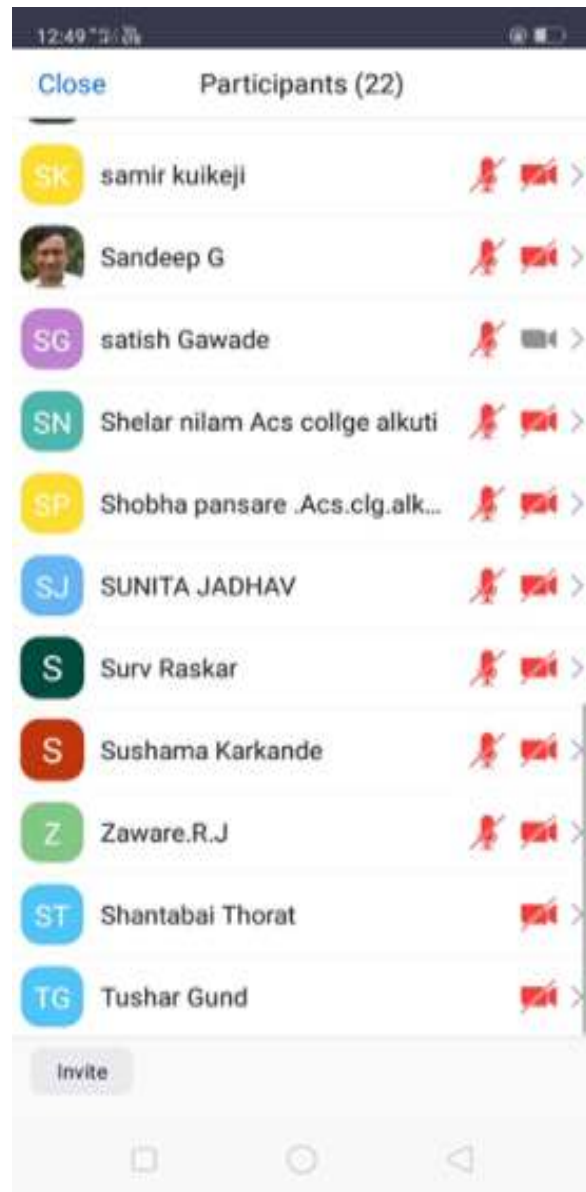 12:49
Close Participants (22)
SK samir kuikeji
Sandeep G
SG satish Gawade
SN Shelar nilam Acs collge alkuti
SP Shobha pansare .Acs.clg.alk...
SJ SUNITA JADHAV
S Surv Raskar
S Sushama Karkande
Z Zaware.R.J
ST Shantabai Thorat
TG Tushar Gund
Invite